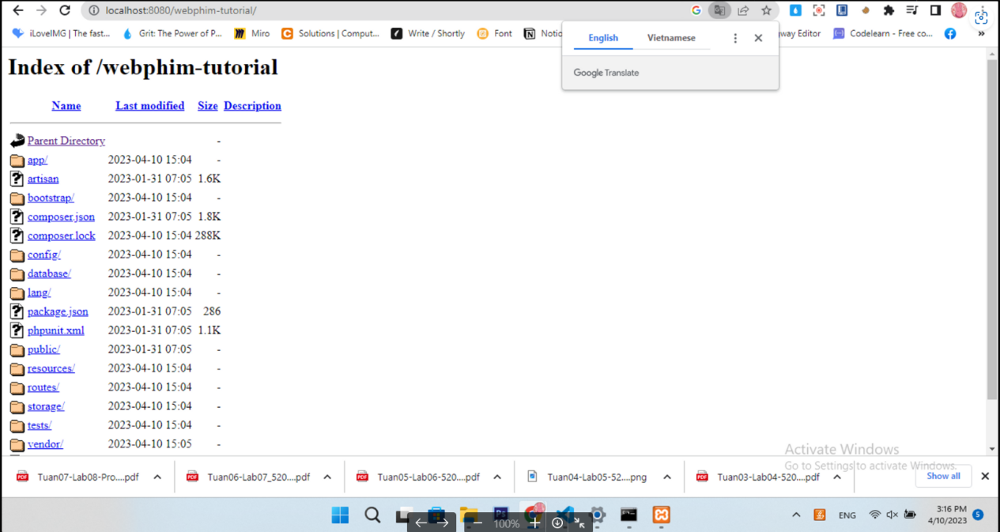 localhost:8080/webphim-tutorial/
iLoveIMG | The fast...
Grit: The Power of P...
Miro
Solutions | Comput...
Write / Shortly
Font
Notio
way Editor
Codelearn - Free co...
»
English
Vietnamese
Google Translate
Index of /webphim-tutorial
Name Last modified Size Description
Parent Directory -
app/ 2023-04-10 15:04 -
artisan 2023-01-31 07:05 1.6K
bootstrap/ 2023-04-10 15:04 -
composer.json 2023-01-31 07:05 1.8K
composer.lock 2023-04-10 15:04 288K
config/ 2023-04-10 15:04 -
database/ 2023-04-10 15:04 -
lang/ 2023-04-10 15:04 -
package.json 2023-01-31 07:05 286
phpunit.xml 2023-01-31 07:05 1.1K
public/ 2023-01-31 07:05 -
resources/ 2023-04-10 15:04 -
routes/ 2023-04-10 15:04 -
storage/ 2023-04-10 15:04 -
tests/ 2023-04-10 15:04 -
vendor/ 2023-04-10 15:05 -
Activate Windows
Go to Settings to activate Windows.
Tuan07-Lab08-Pro....pdf
Tuan06-Lab07_520....pdf
Tuan05-Lab06-520....pdf
Tuan04-Lab05-52....png
Tuan03-Lab04-520....pdf
Show all
100%
ENG
3:16 PM
4/10/2023
5